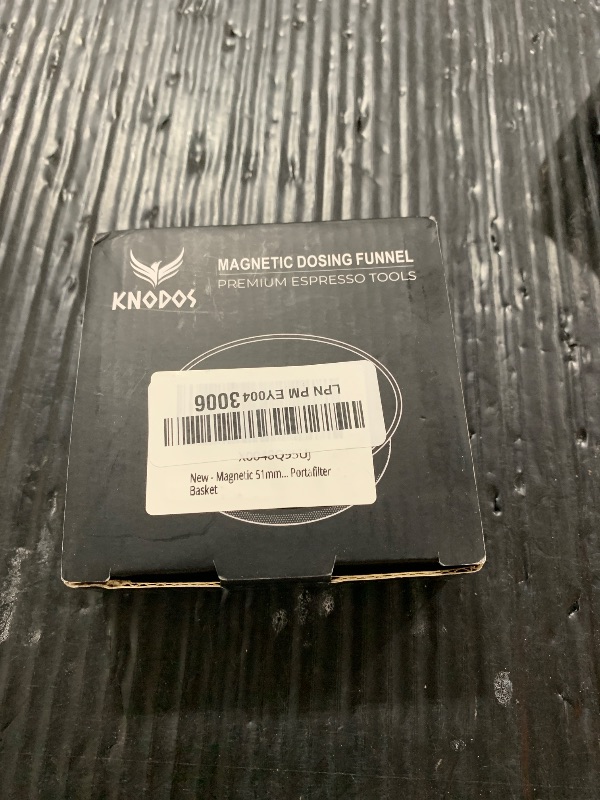 KNODOS
MAGNETIC DOSING FUNNEL
PREMIUM ESPRESSO TOOLS
LPN PM EY004 3006
New - Magnetic 51mm... Portafilter
Basket